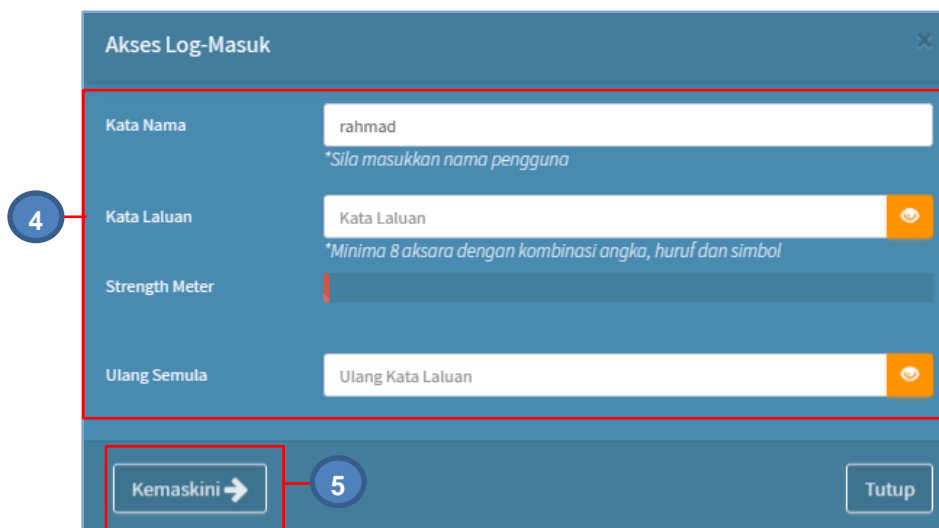 Akses Log-Masuk ×
Kata Nama rahmad
*Sila masukkan nama pengguna
4 Kata Laluan Kata Laluan
*Minima 8 aksara dengan kombinasi angka, huruf dan simbol
Strength Meter
Ulang Semula Ulang Kata Laluan
Kemaskini 5 Tutup